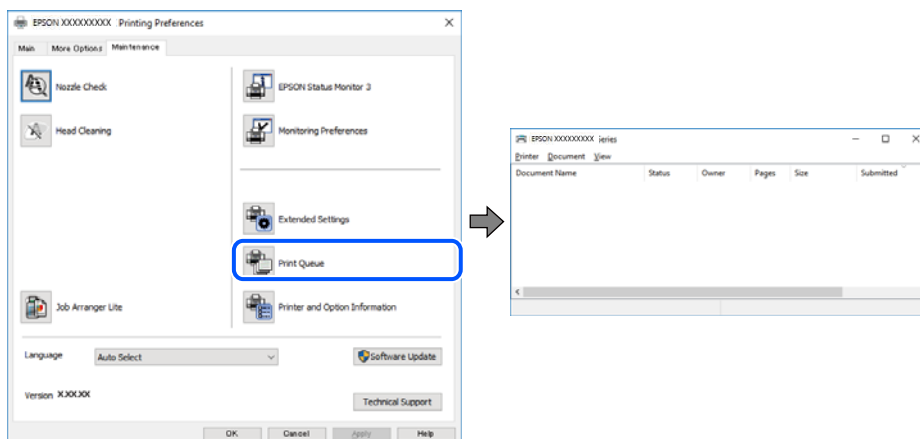 EPSON XXXXXXXXX Printing Preferences
Main More Options Maintenance
Nozzle Check
EPSON Status Monitor 3
Head Cleaning
Monitoring Preferences
Extended Settings
Print Queue
Job Arranger Lite
Printer and Option Information
Language
Auto Select
Software Update
Version X.XX.XX
Technical Support
OK Cancel Apply Help
EPSON XXXXXXXXX ieries
Printer Document View
Document Name Status Owner Pages Size Submitted